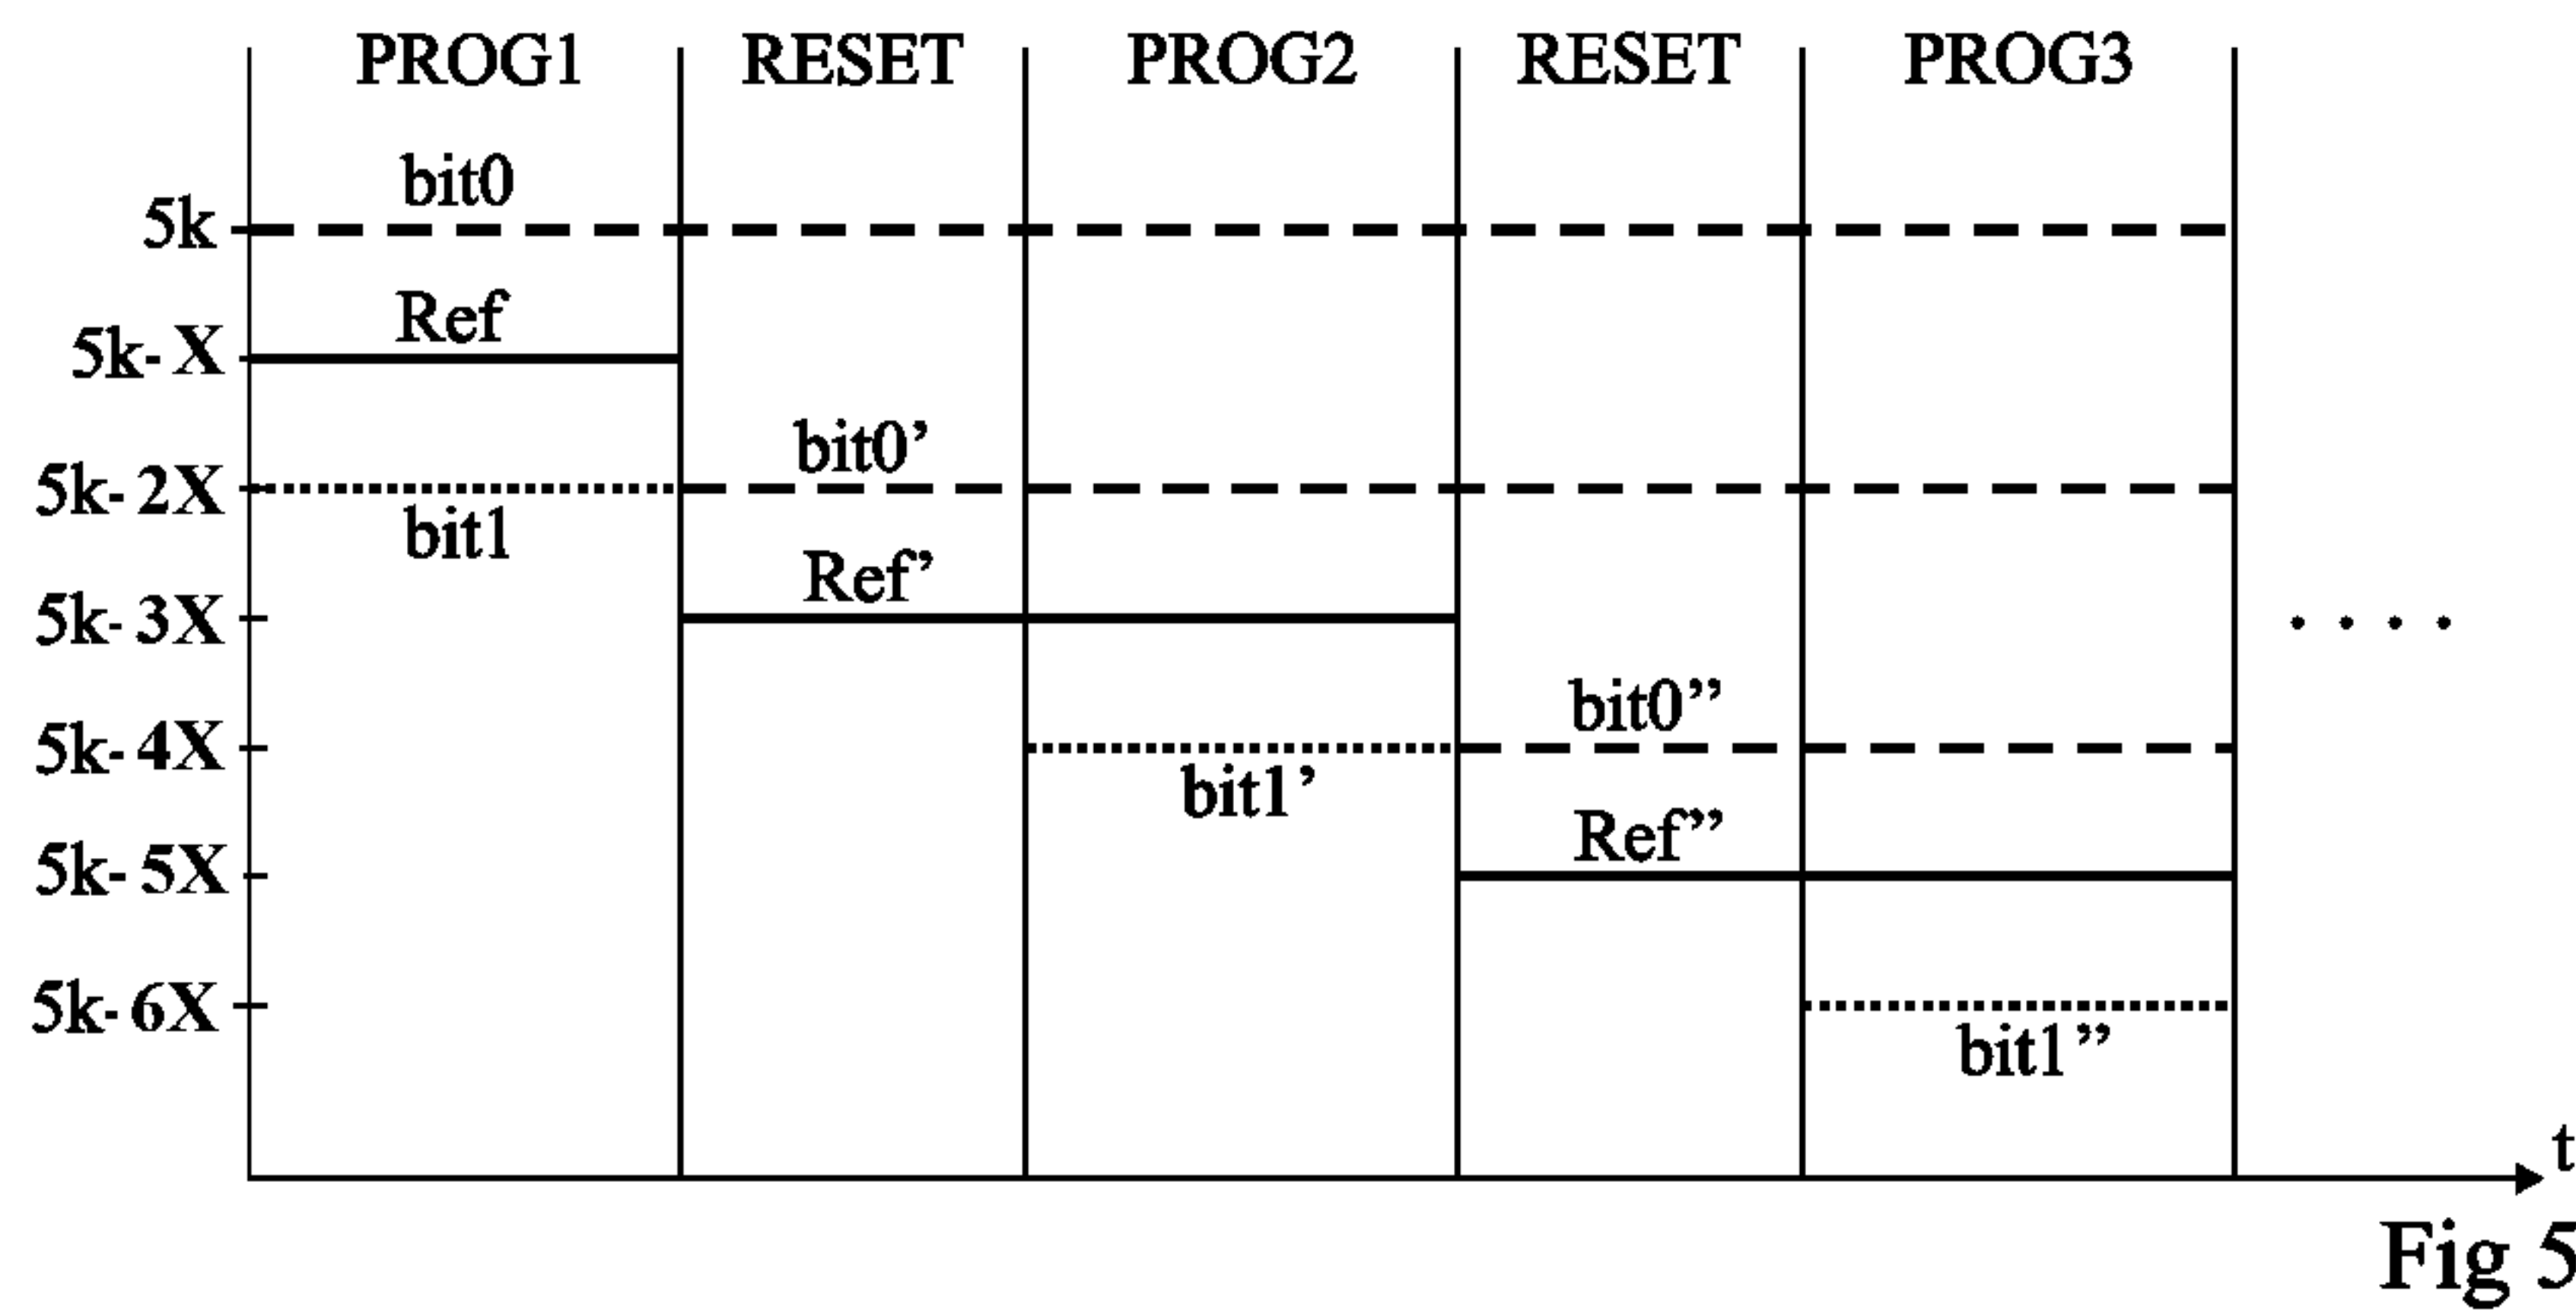 PROG1 RESET PROG2 RESET PROG3
bit0
5k
Ref
5k- X
bit0’
5k- 2X
bit1
Ref’
5k- 3X
. . . .
bit0”
5k- 4X
bit1’
Ref”
5k- 5X
5k- 6X
bit1”
t
Fig 5